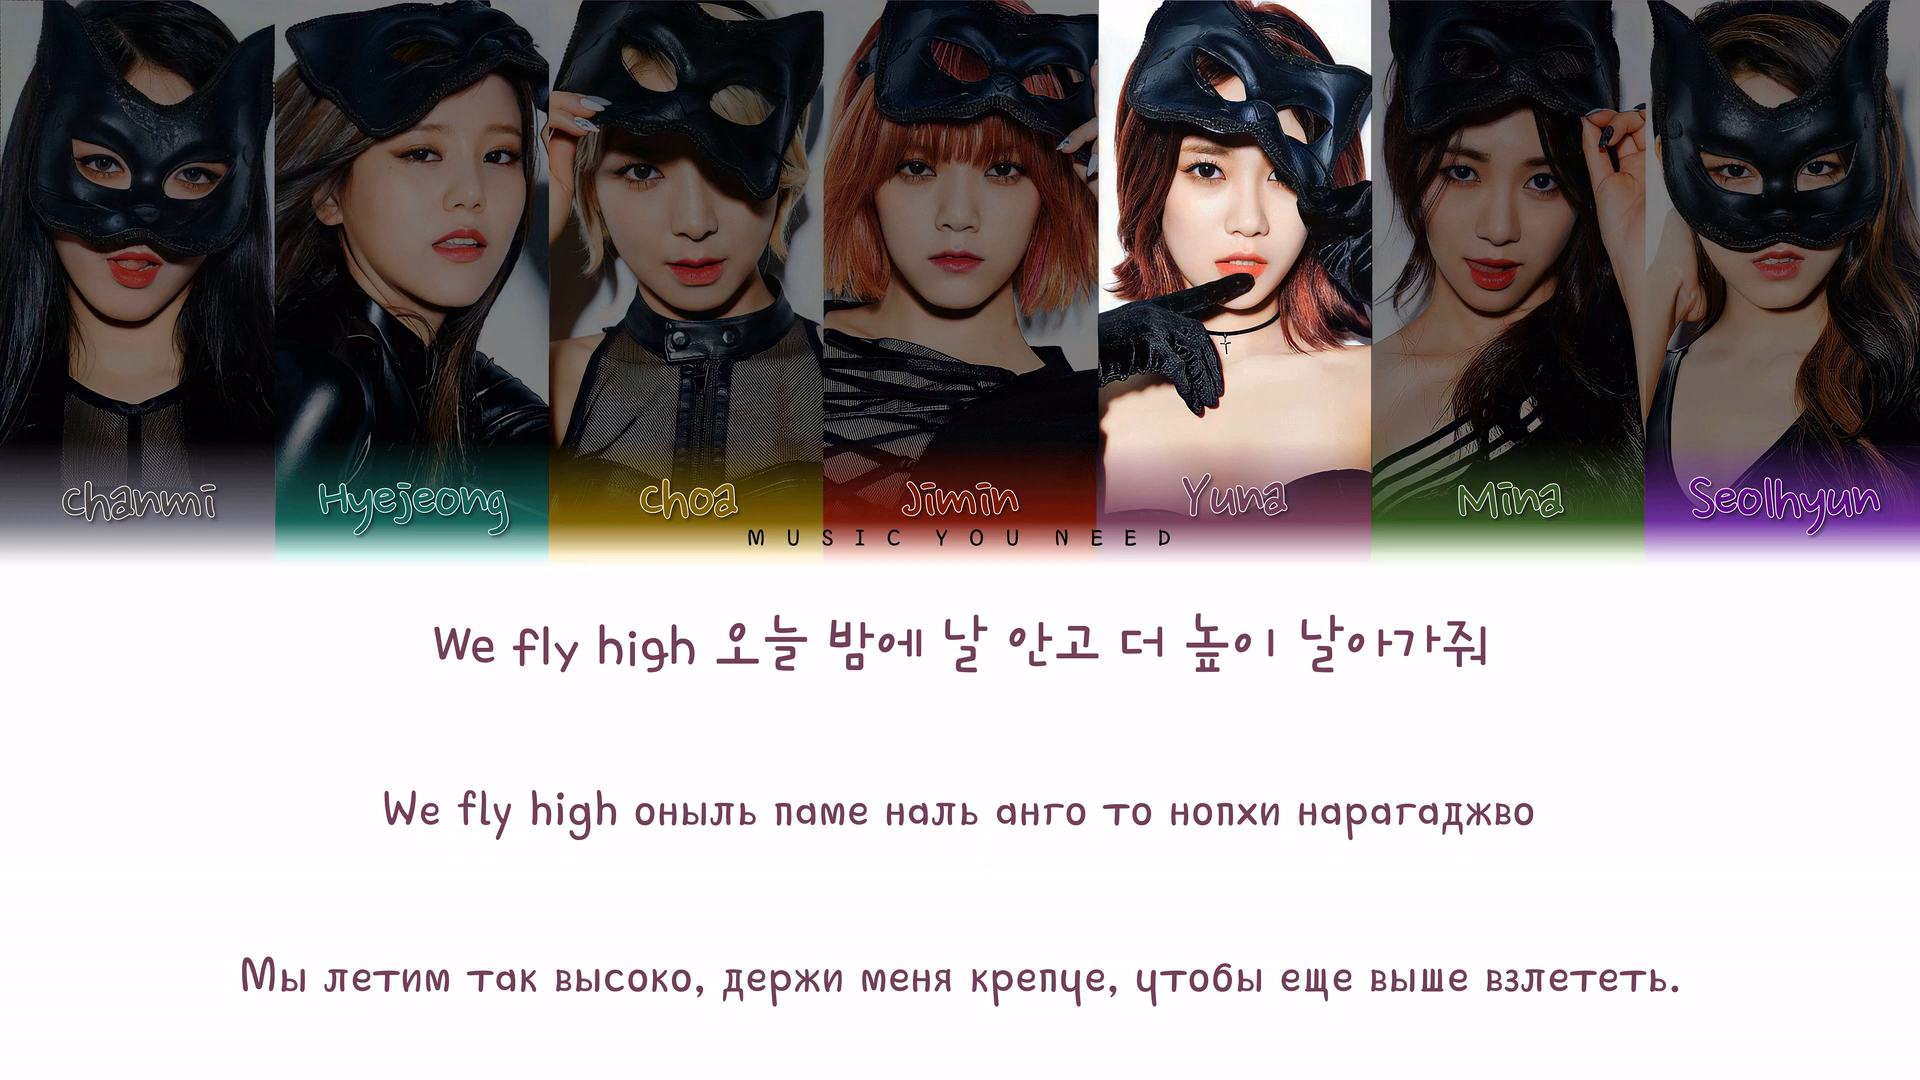 Chanmi Hyejeong Choa Jimin Yuna Mina Seolhyun
MUSIC YOU NEED
We fly high 오늘 밤에 날 안고 더 높이 날아가줘
We fly high оныль паме наль анго то нопхи нарагаджво
Мы летим так высоко, держи меня крепче, чтобы еще выше взлететь.